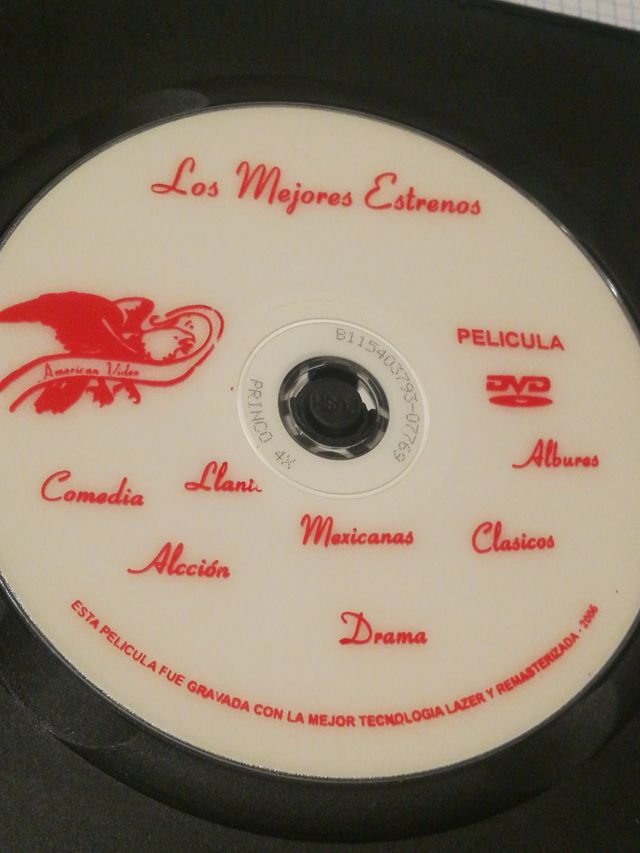 Los Mejores Estrenos
American Video
PELICULA
DVD
B115403793-07769
PRINCO 4X
Albures
Comedia
Mexicanas
Clasicos
Alcción
Drama
ESTA PELICULA FUE GRAVADA CON LA MEJOR TECNOLOGIA LAZER Y REMASTERIZADA - 2006